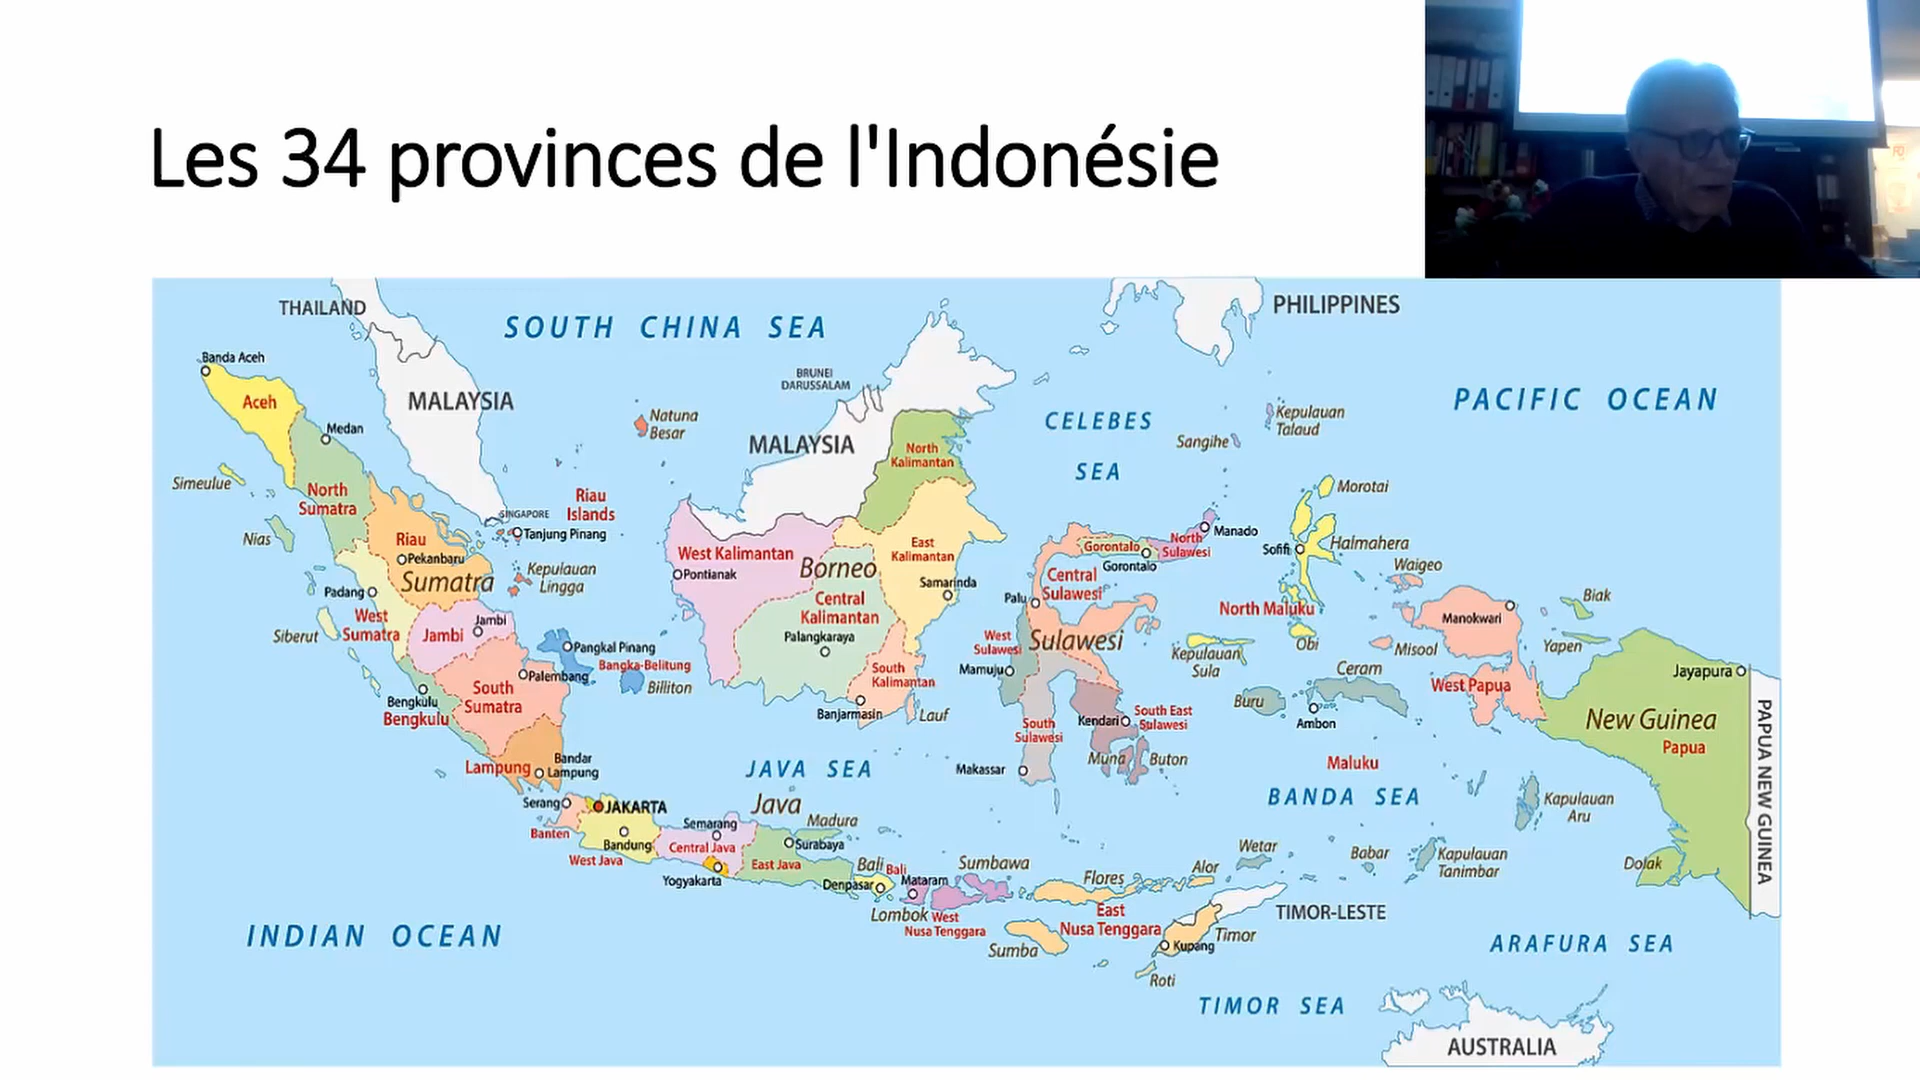 Les 34 provinces de l'Indonésie
THAILAND
SOUTH CHINA SEA
PHILIPPINES
Banda Aceh
Aceh
MALAYSIA
BRUNEI
DARUSSALAM
PACIFIC OCEAN
Natuna
Besar
CELEBES
SEA
Kepulauan
Talaud
Sangihe
Medan
MALAYSIA
North
Kalimantan
Simeulue
North
Sumatra
Riau
Islands
SINGAPORE
Tanjung Pinang
Morotai
Nias
Riau
Pekanbaru
Sumatra
Kepulauan
Lingga
West Kalimantan
Pontianak
Borneo
East
Kalimantan
Samarinda
Central
Kalimantan
Palangkaraya
Gorontalo
Gorontalo
North
Sulawesi
Manado
Sofifi
Halmahera
Waigeo
Central
Sulawesi
Palu
North Maluku
Biak
Manokwari
Padang
West
Sumatra
Siberut
Jambi
Jambi
Pangkal Pinang
Bangka-Belitung
Billiton
Palembang
South
Sumatra
Bengkulu
Bengkulu
South
Kalimantan
Banjarmasin
Lauf
West
Sulawesi
Sulawesi
Mamuju
Kepulauan
Sula
Obi
Misool
Yapen
Ceram
Jayapura
West Papua
Buru
Ambon
Kendari
South East
Sulawesi
South
Sulawesi
New Guinea
Papua
PAPUA NEW GUINEA
Muna
Buton
Makassar
Maluku
BANDA SEA
Lampung
Bandar
Lampung
JAVA SEA
Java
Serang
JAKARTA
Banten
Bandung
West Java
Semarang
Central Java
Yogyakarta
Madura
Surabaya
East Java
Kapulauan
Aru
Bali
Bali
Denpasar
Mataram
Lombok
West
Nusa Tenggara
Sumbawa
Flores
Alor
Wetar
Babar
Kapulauan
Tanimbar
Dolak
East
Nusa Tenggara
Sumba
TIMOR-LESTE
Timor
Kupang
Roti
INDIAN OCEAN
ARAFURA SEA
TIMOR SEA
AUSTRALIA